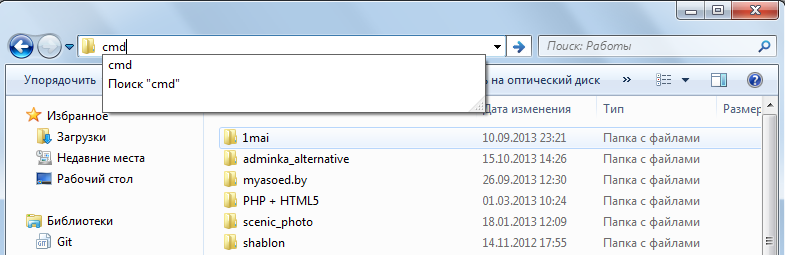 cmd
Поиск: Работы
cmd
Поиск "cmd"
Упорядочить
на оптический диск
»
Дата изменения
Тип
Размер
Избранное
Загрузки
Недавние места
Рабочий стол
Библиотеки
Git
1mai 10.09.2013 23:21 Папка с файлами
adminka_alternative 15.10.2013 14:26 Папка с файлами
myasoed.by 26.09.2013 12:30 Папка с файлами
PHP + HTML5 01.03.2013 10:24 Папка с файлами
scenic_photo 18.01.2013 12:09 Папка с файлами
shablon 14.11.2012 17:55 Папка с файлами